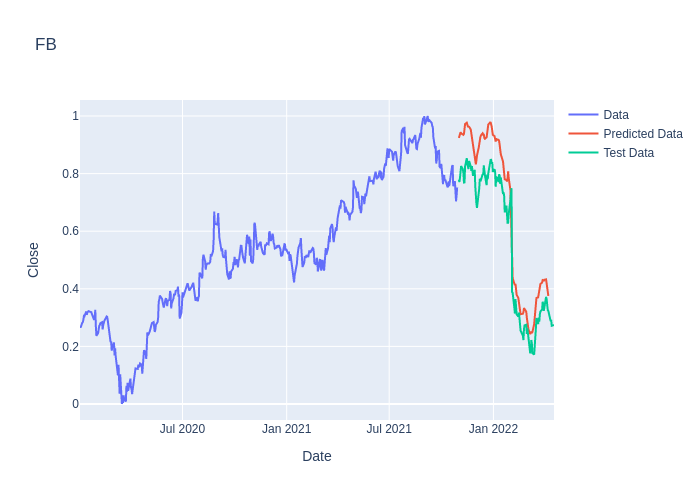 FB
Data
Predicted Data
Test Data
Close
1
0.8
0.6
0.4
0.2
0
Jul 2020
Jan 2021
Jul 2021
Jan 2022
Date